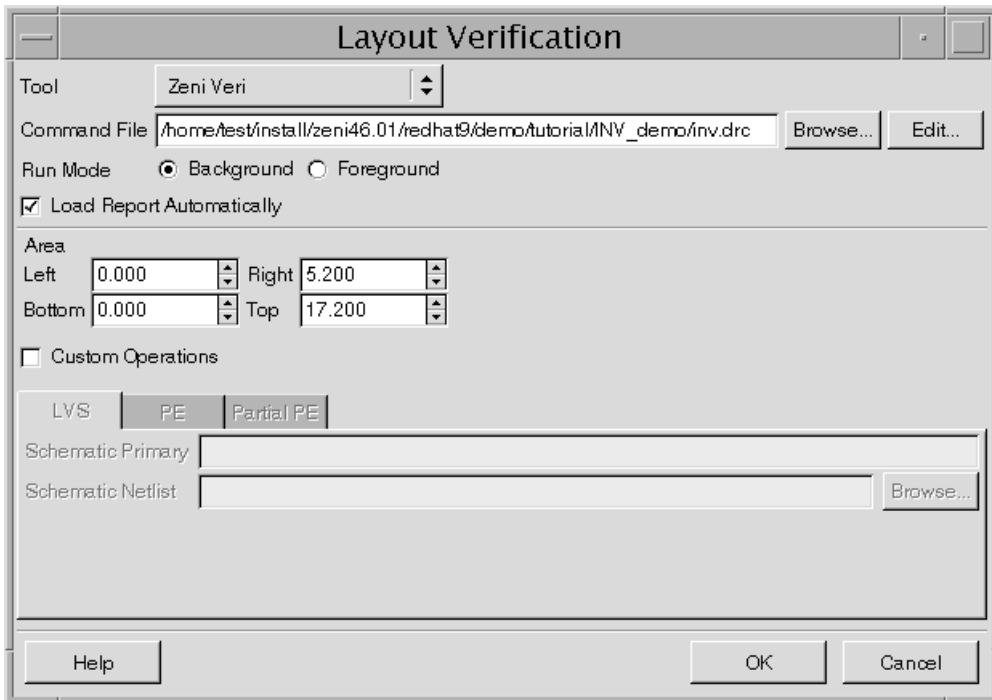 Layout Verification
Tool Zeni Veri
Command File /home/test/install/zeni46.01/redhat9/demo/tutorial/INV_demo/inv.drc Browse... Edit...
Run Mode Background Foreground
Load Report Automatically
Area
Left 0.000 Right 5.200
Bottom 0.000 Top 17.200
Custom Operations
LVS PE Partial PE
Schematic Primary
Schematic Netlist Browse...
Help OK Cancel